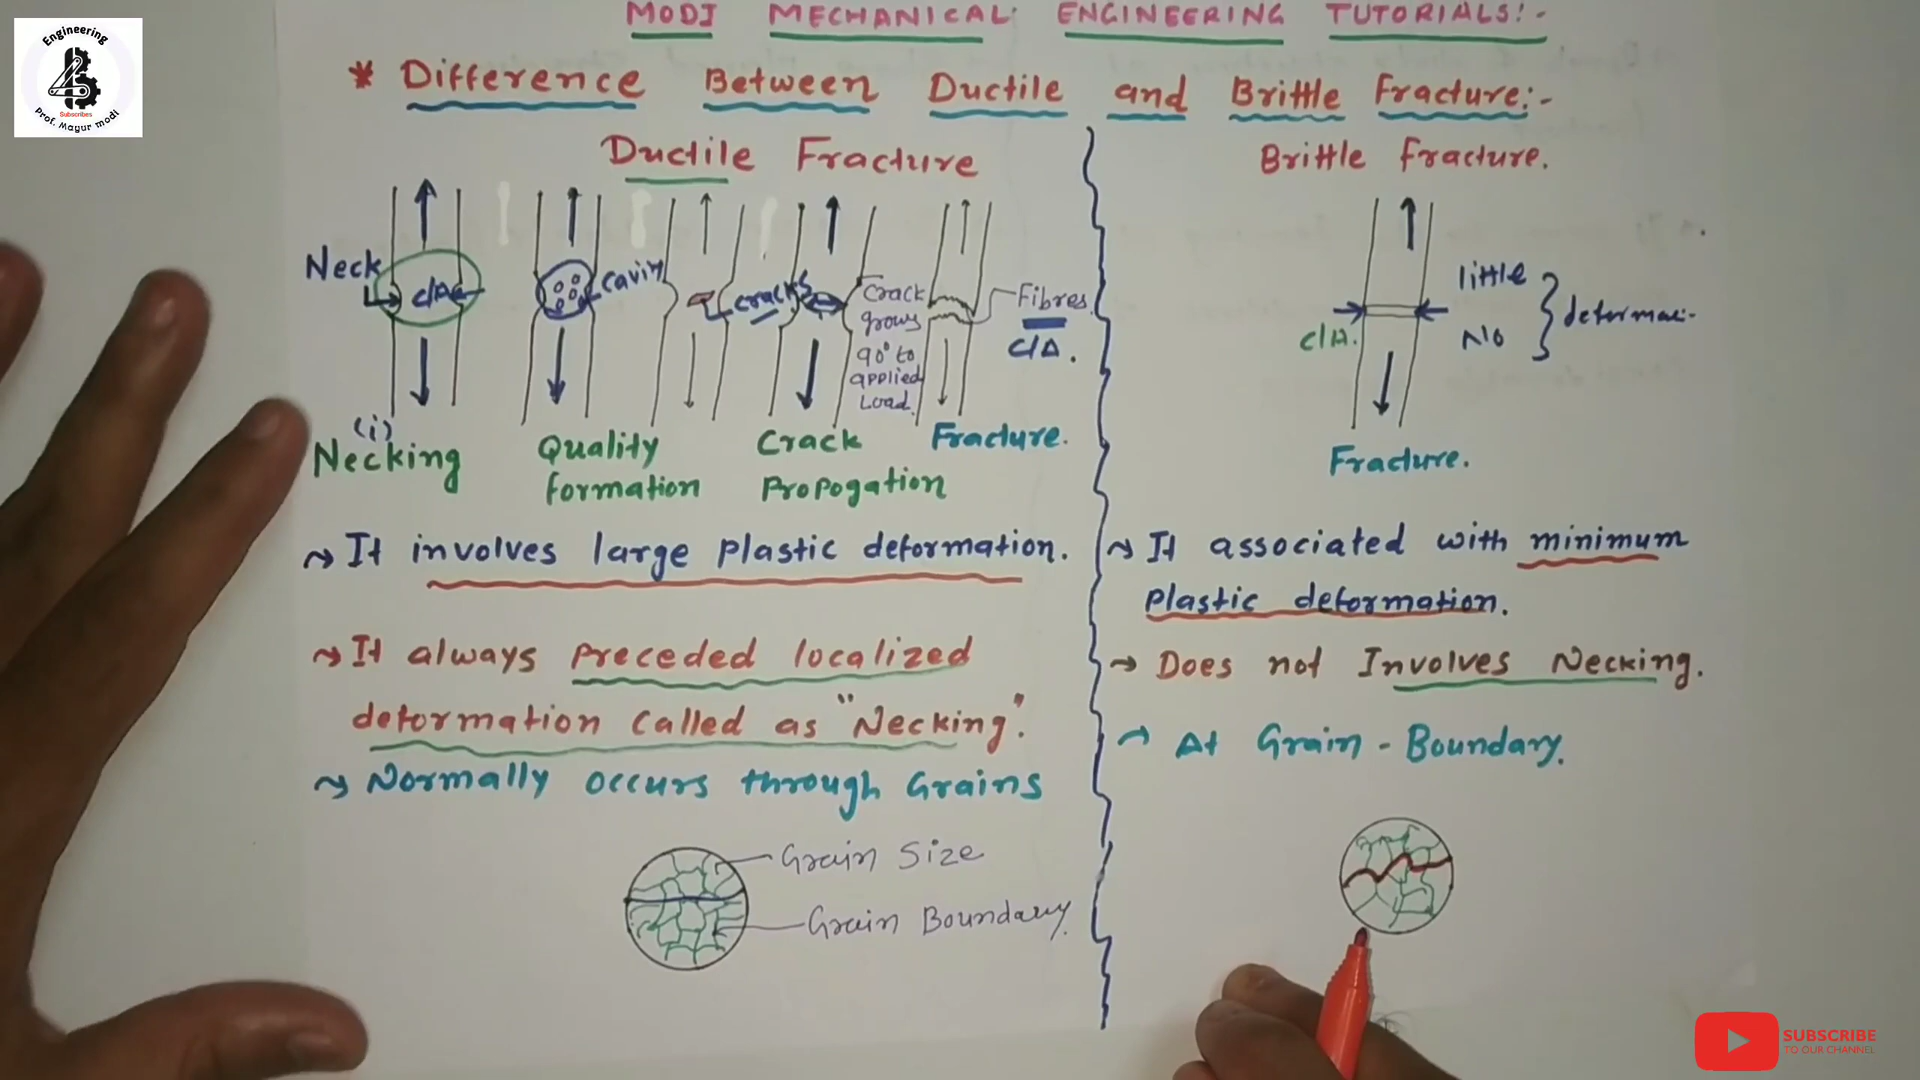 MODI MECHANICAL ENGINEERING TUTORIALS:-
Engineering
Subscribes
Prof. Mayur modi
* Difference Between Ductile and Brittle Fracture:-
Ductile Fracture
Neck
C/A
cracks
Crack
grows
90° to
applied
Load.
Fibres
C/A.
(i)
Necking
Quality
formation
Crack
Propogation
Fracture.
~> It involves large plastic deformation.
~> It always preceded localized
deformation called as "Necking".
~> Normally occurs through Grains
Grain Size
Grain Boundary.
Brittle Fracture.
little
No
C/A.
Fracture.
~> It associated with minimum
plastic deformation.
~> Does not Involves Necking.
~> At Grain - Boundary.
SUBSCRIBE
TO OUR CHANNEL